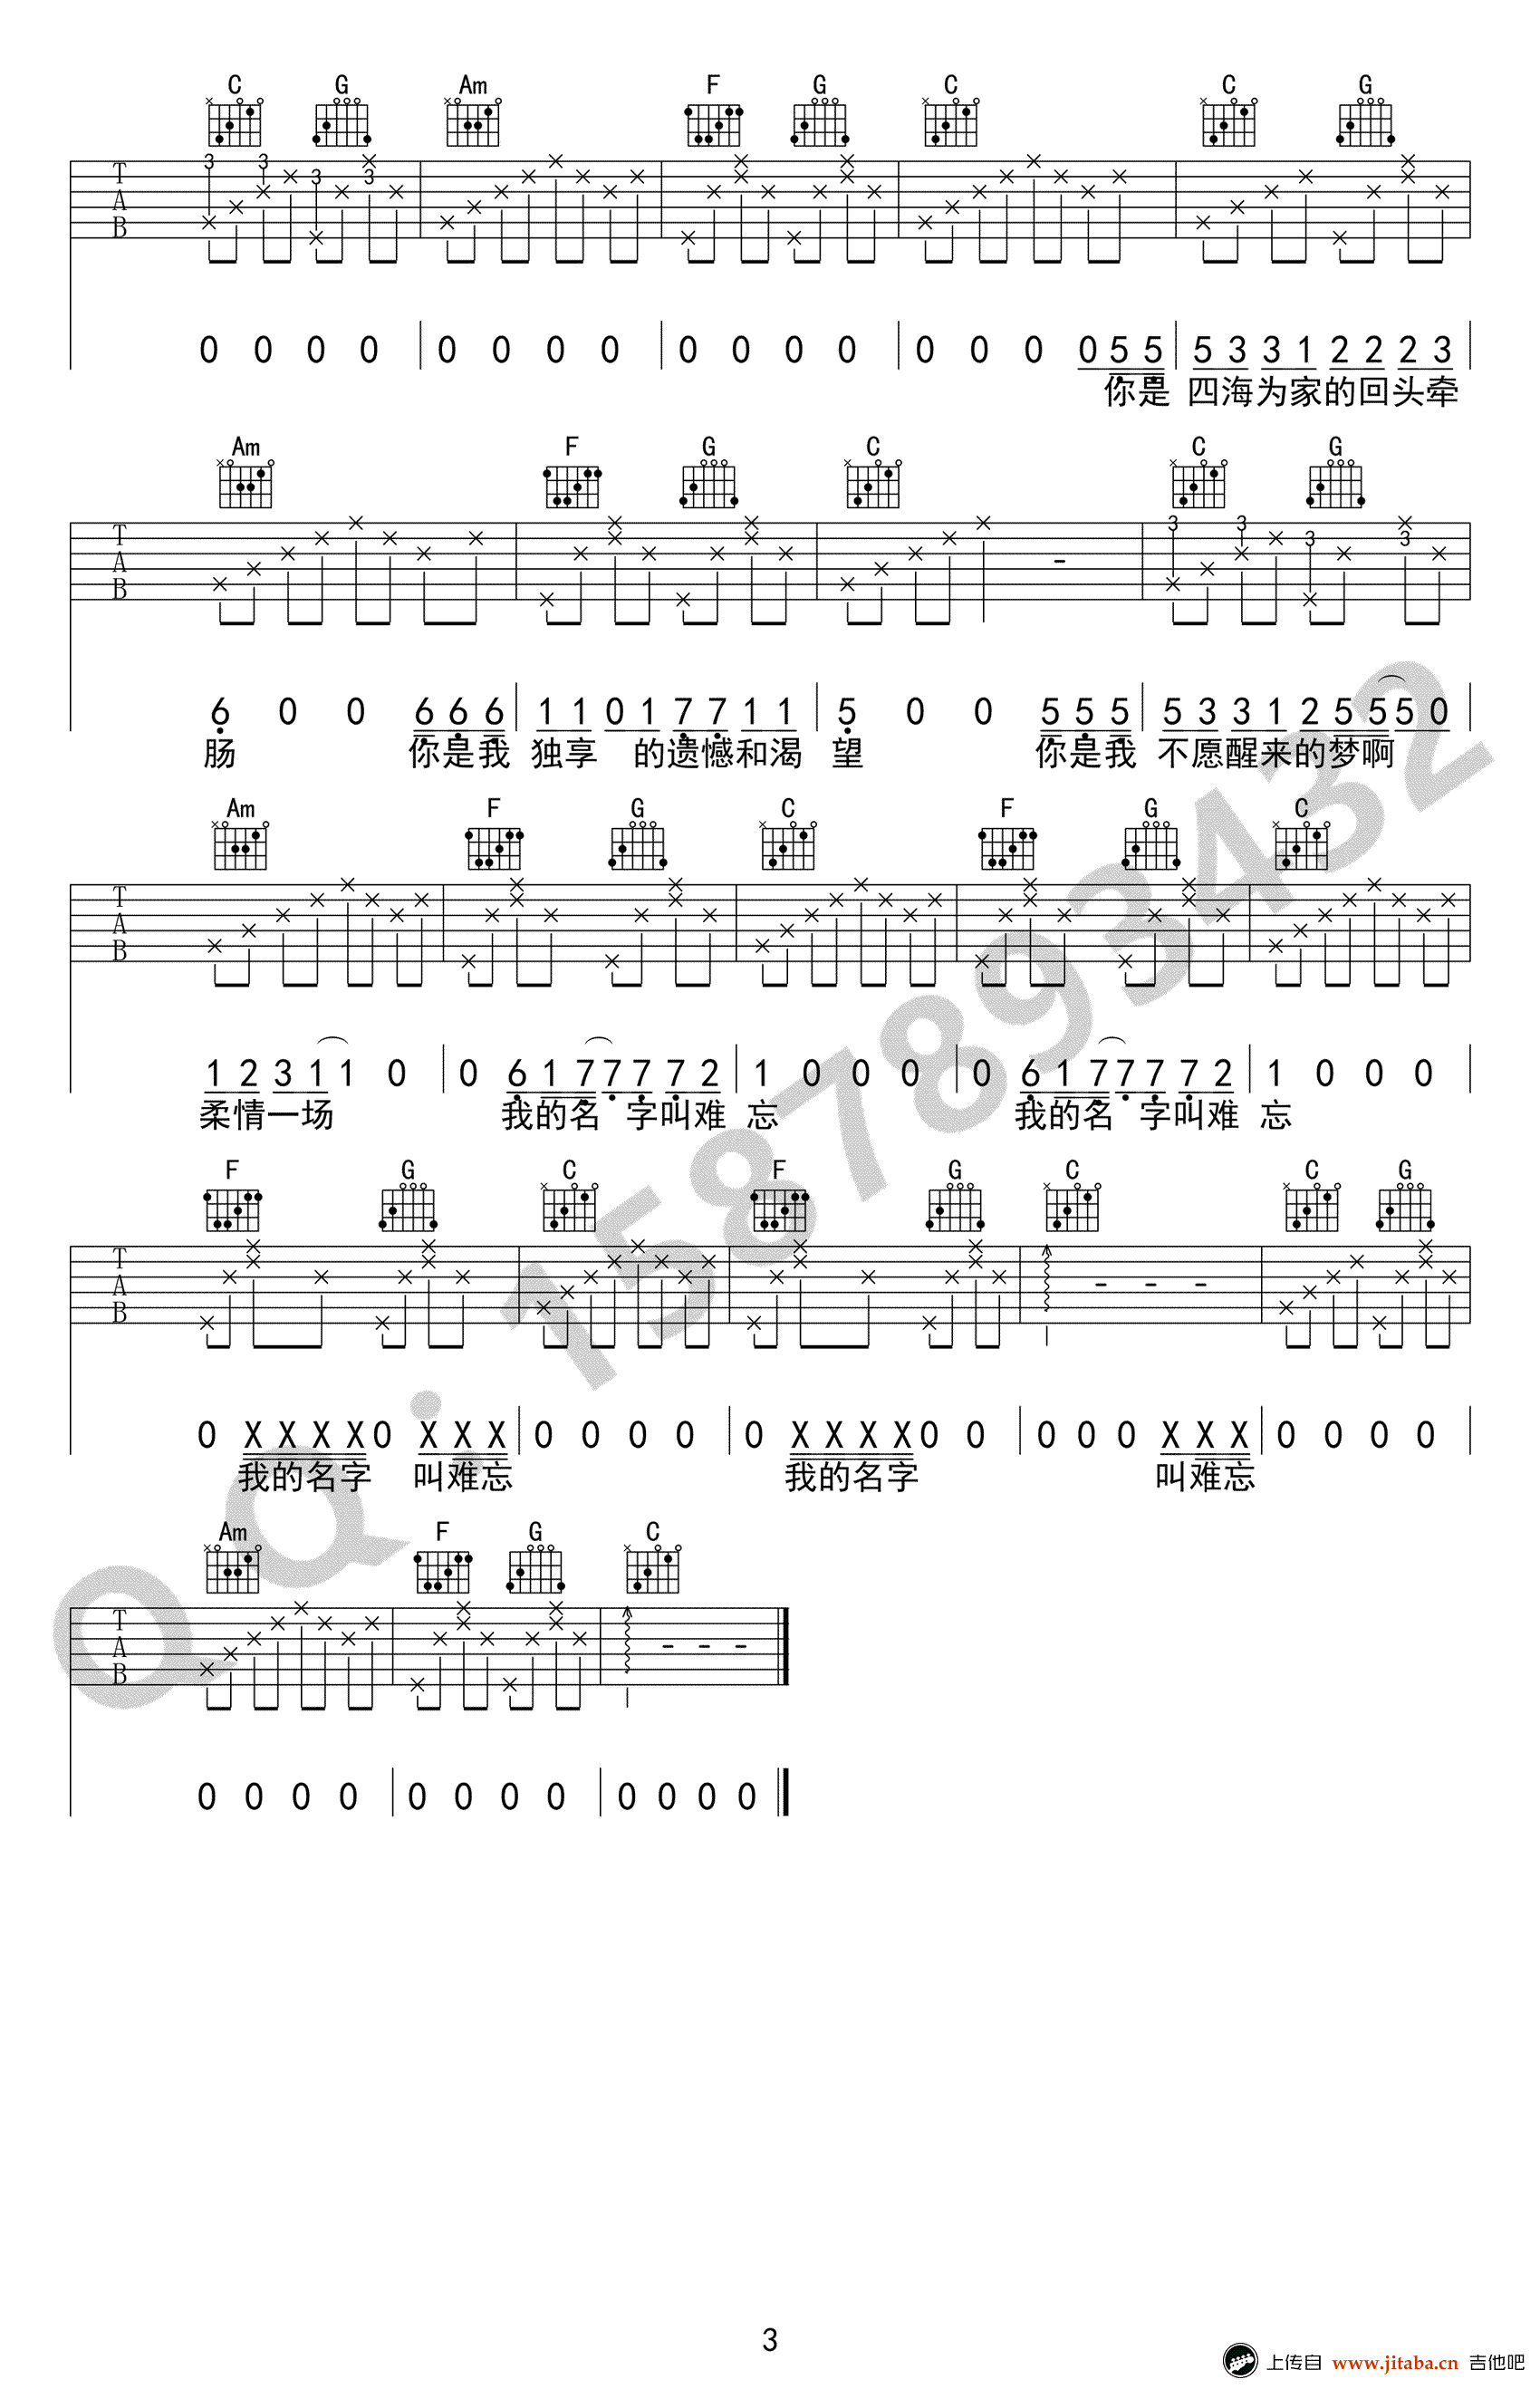 C G Am F G C C G
3 3 3 3
T
A
B
0 0 0 0 0 0 0 0 0 0 0 0 0 0 0 0 5 5 5 3 3 1 2 2 2 3
你是 四海为家的回头牵
Am F G C C G
3 3 3 3
T
A
B
6 0 0 6 6 6 1 1 0 1 7 7 1 1 5 0 0 5 5 5 5 3 3 1 2 5 5 5 0
肠 你是我 独享 的遗憾和渴 望 你是我 不愿醒来的梦啊
Am F G C F G C
T
A
B
1 2 3 1 1 0 0 6 1 7 7 7 7 2 1 0 0 0 0 6 1 7 7 7 7 2 1 0 0 0
柔情一场 我的名 字叫难 忘 我的名 字叫难 忘
F G C F G C C G
T
A
B
0 X X X X 0 X X X 0 0 0 0 0 X X X X 0 0 0 0 0 X X X 0 0 0 0
我的名字 叫难忘 我的名字 叫难忘
Am F G C
T
A
B
0 0 0 0 0 0 0 0 0 0 0 0
QQ:1587893432
3
上传自 www.jitaba.cn 吉他吧